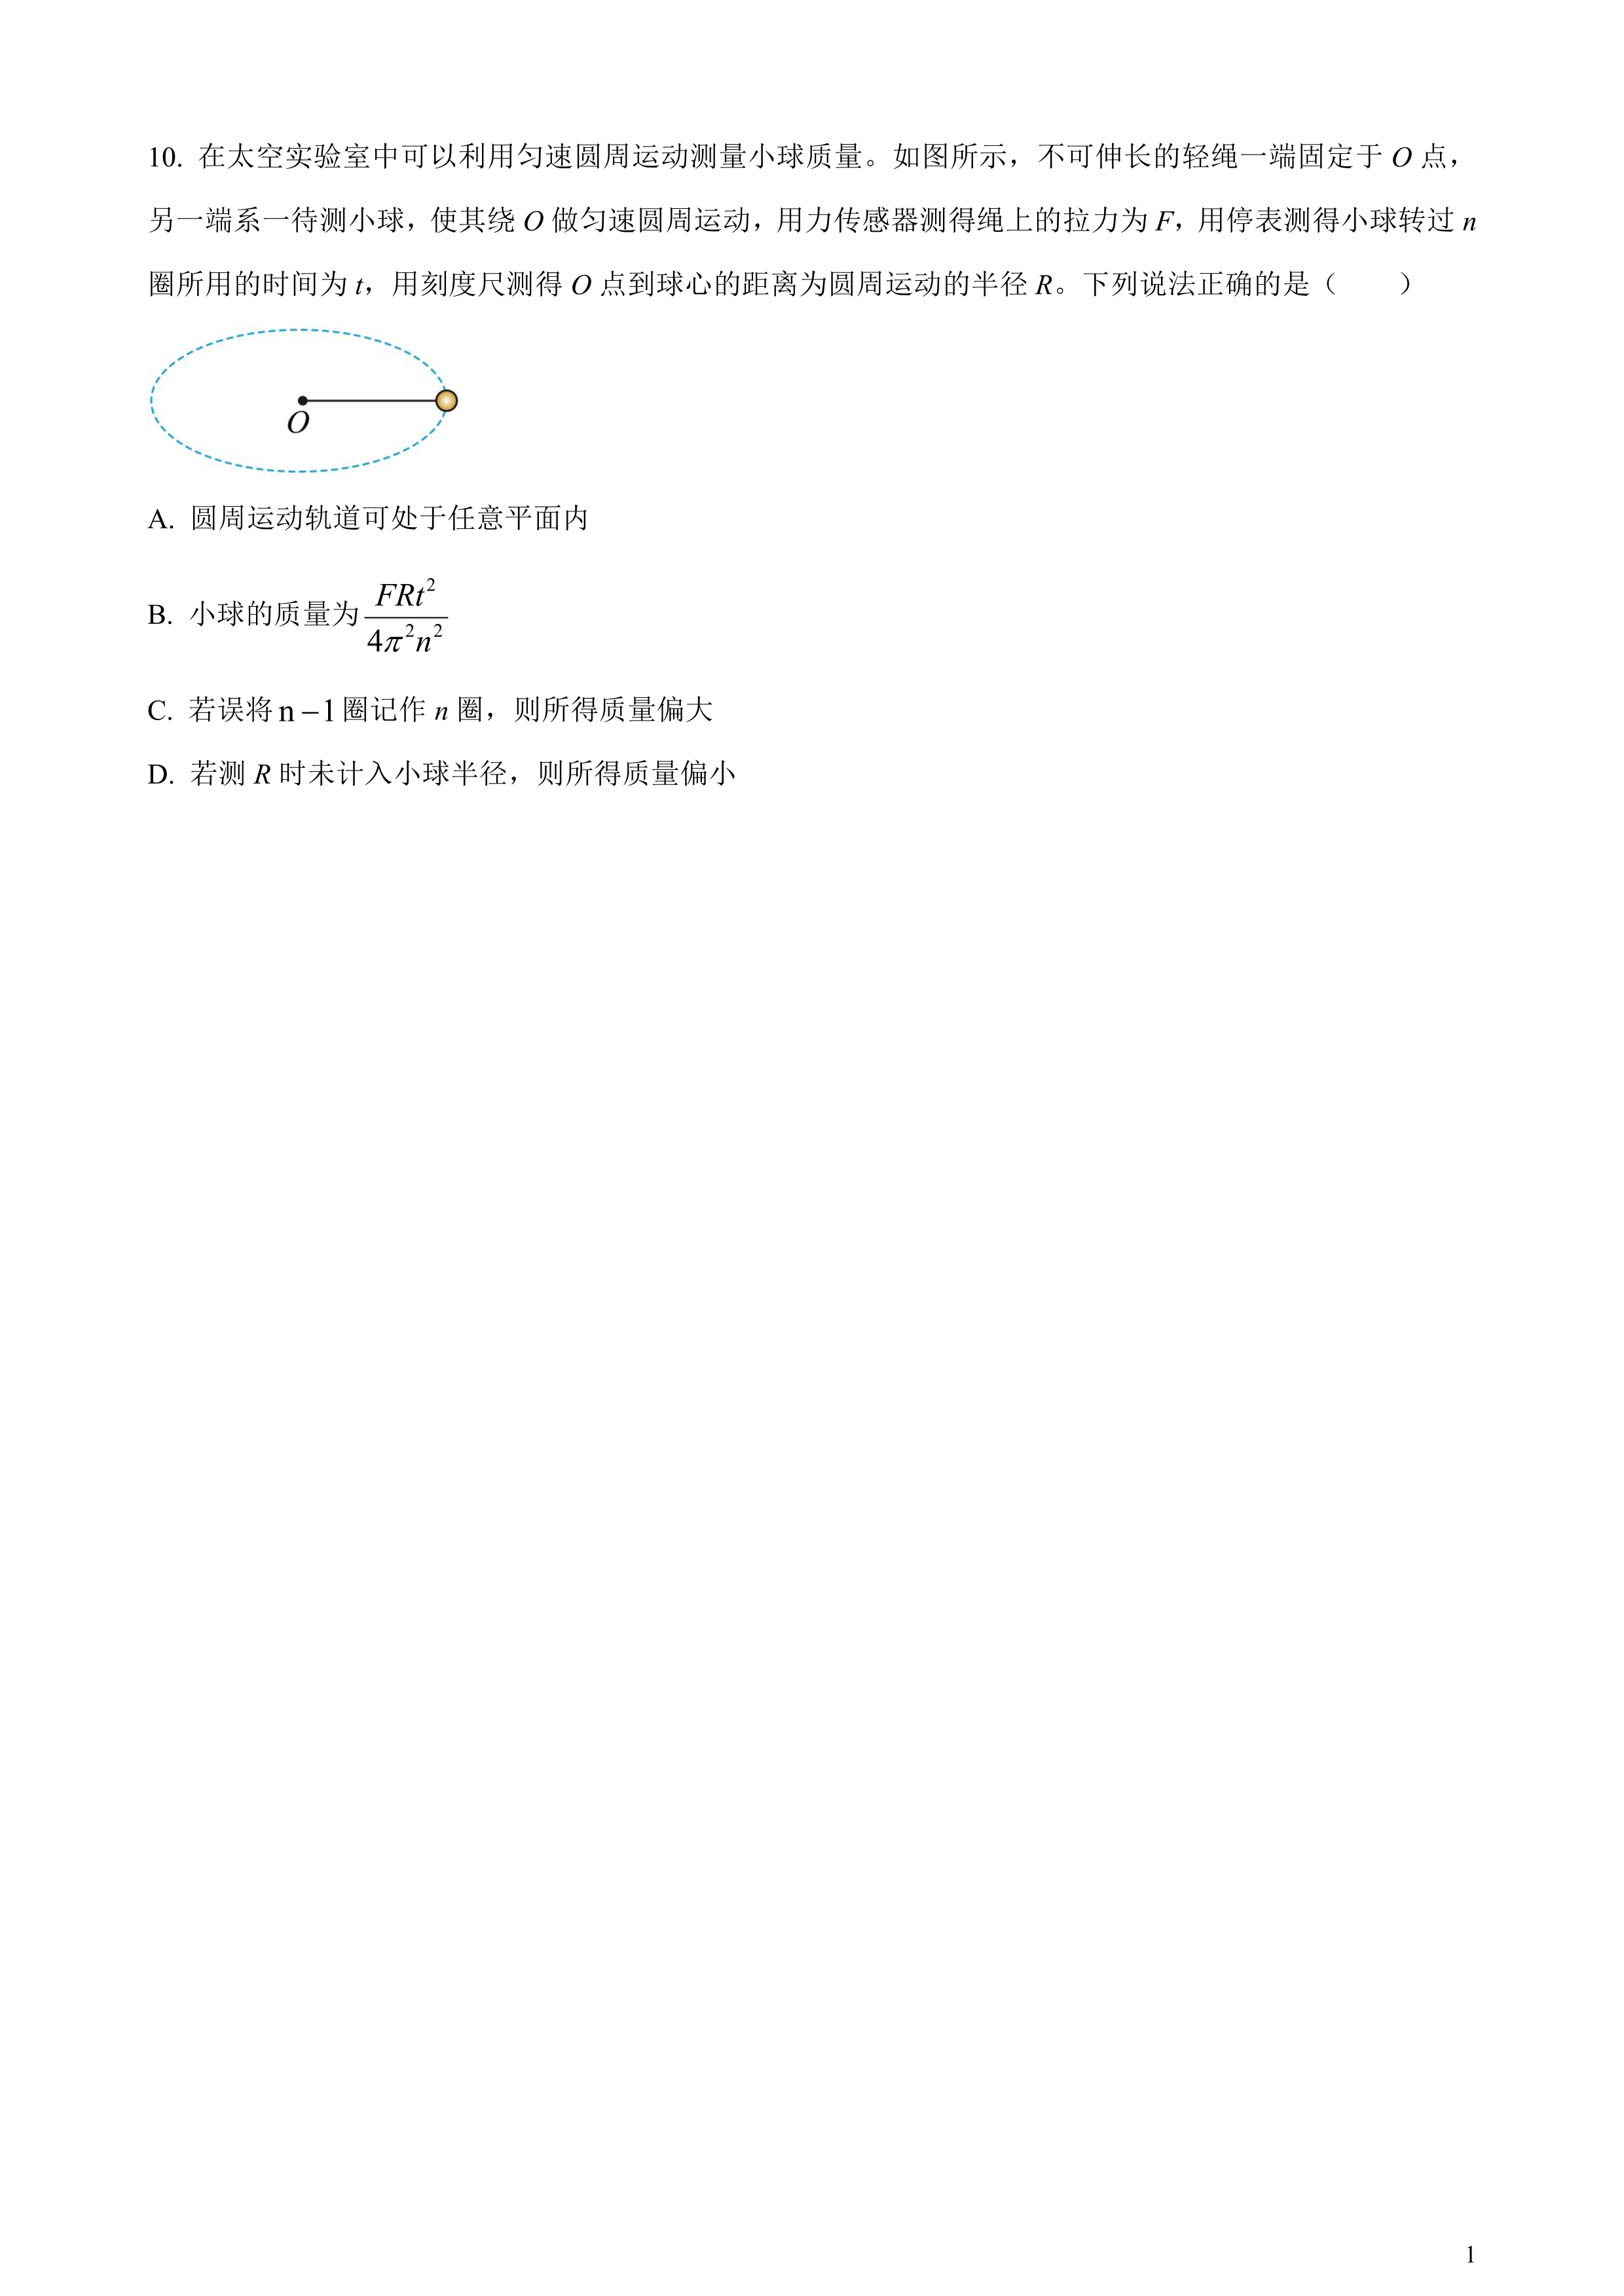 10. 在太空实验室中可以利用匀速圆周运动测量小球质量。如图所示，不可伸长的轻绳一端固定于 O 点，
另一端系一待测小球，使其绕 O 做匀速圆周运动，用力传感器测得绳上的拉力为 F，用停表测得小球转过 n
圈所用的时间为 t，用刻度尺测得 O 点到球心的距离为圆周运动的半径 R。下列说法正确的是（　　）
O
A. 圆周运动轨道可处于任意平面内
B. 小球的质量为 \frac{FRt^2}{4π^2n^2}
C. 若误将 n－1 圈记作 n 圈，则所得质量偏大
D. 若测 R 时未计入小球半径，则所得质量偏小
1